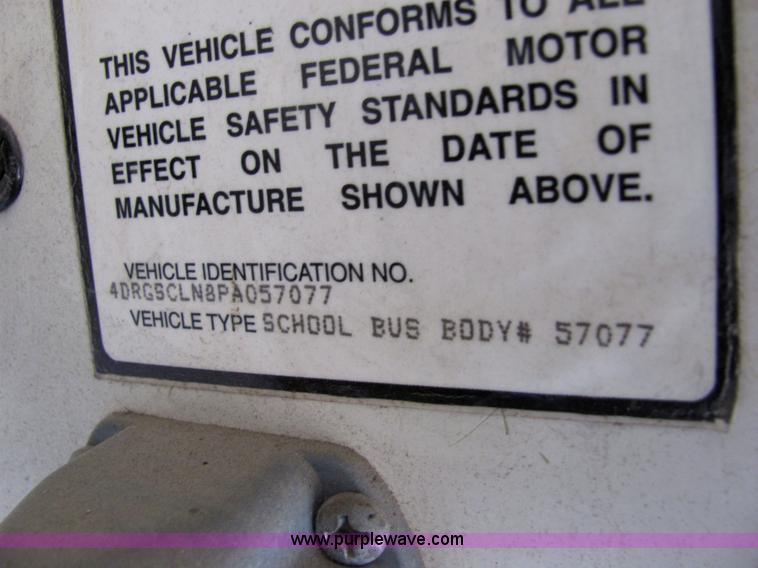 THIS VEHICLE CONFORMS TO ALL
APPLICABLE FEDERAL MOTOR
VEHICLE SAFETY STANDARDS IN
EFFECT ON THE DATE OF
MANUFACTURE SHOWN ABOVE.
VEHICLE IDENTIFICATION NO.
4DRGSCLN8PA057077
VEHICLE TYPE SCHOOL BUS BODY# 57077
www.purplewave.com